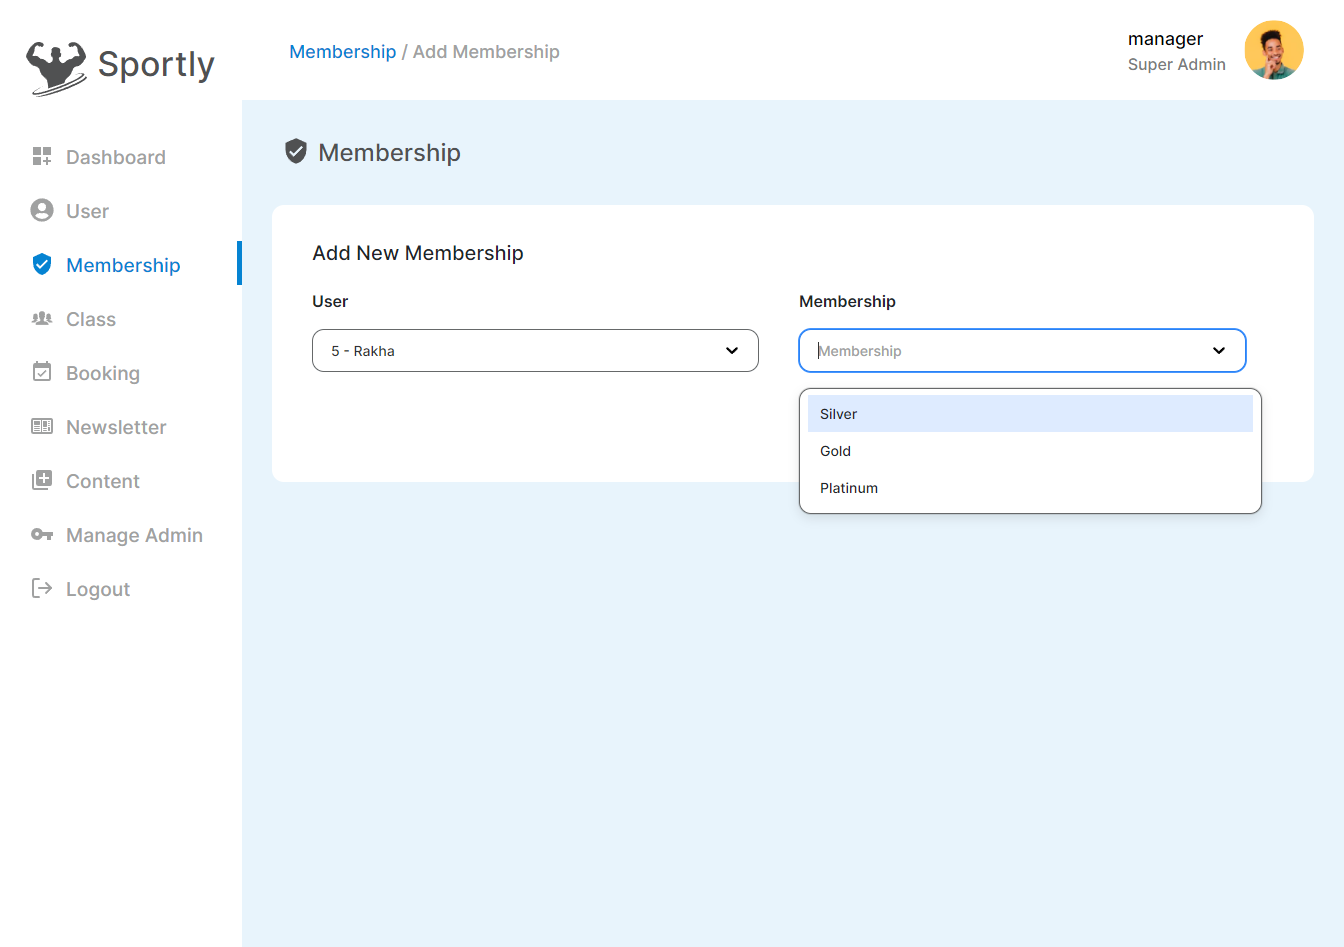 Sportly
Membership / Add Membership
manager
Super Admin
Dashboard
User
Membership
Class
Booking
Newsletter
Content
Manage Admin
Logout
Membership
Add New Membership
User
5 - Rakha
Membership
Membership
Silver
Gold
Platinum